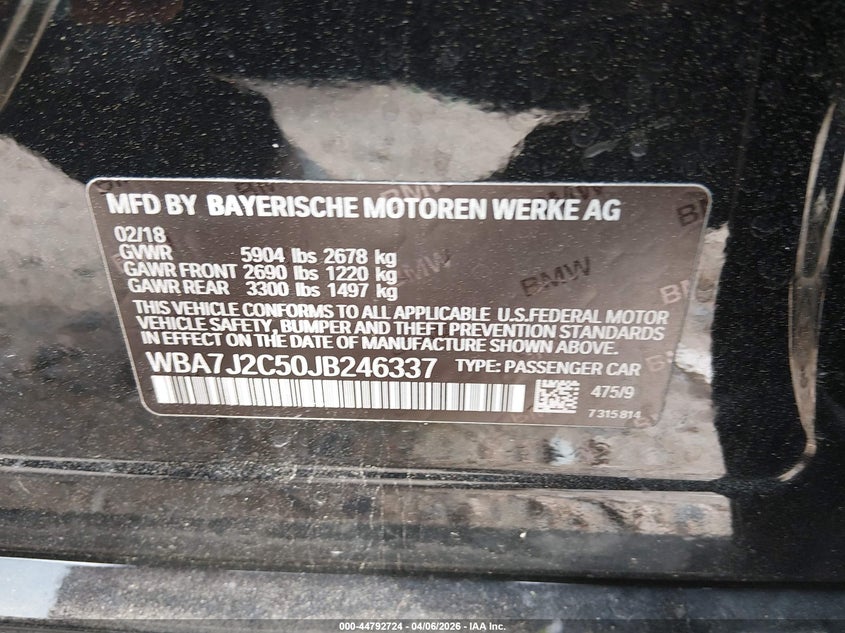 MFD BY BAYERISCHE MOTOREN WERKE AG
02/18
GVWR 5904 lbs 2678 kg
GAWR FRONT 2690 lbs 1220 kg
GAWR REAR 3300 lbs 1497 kg
THIS VEHICLE CONFORMS TO ALL APPLICABLE U.S.FEDERAL MOTOR
VEHICLE SAFETY, BUMPER AND THEFT PREVENTION STANDARDS
IN EFFECT ON THE DATE OF MANUFACTURE SHOWN ABOVE.
WBA7J2C50JB246337 TYPE: PASSENGER CAR
475/9
7 315 814
BMW
BMW
000-44792724 - 04/06/2026 - IAA Inc.